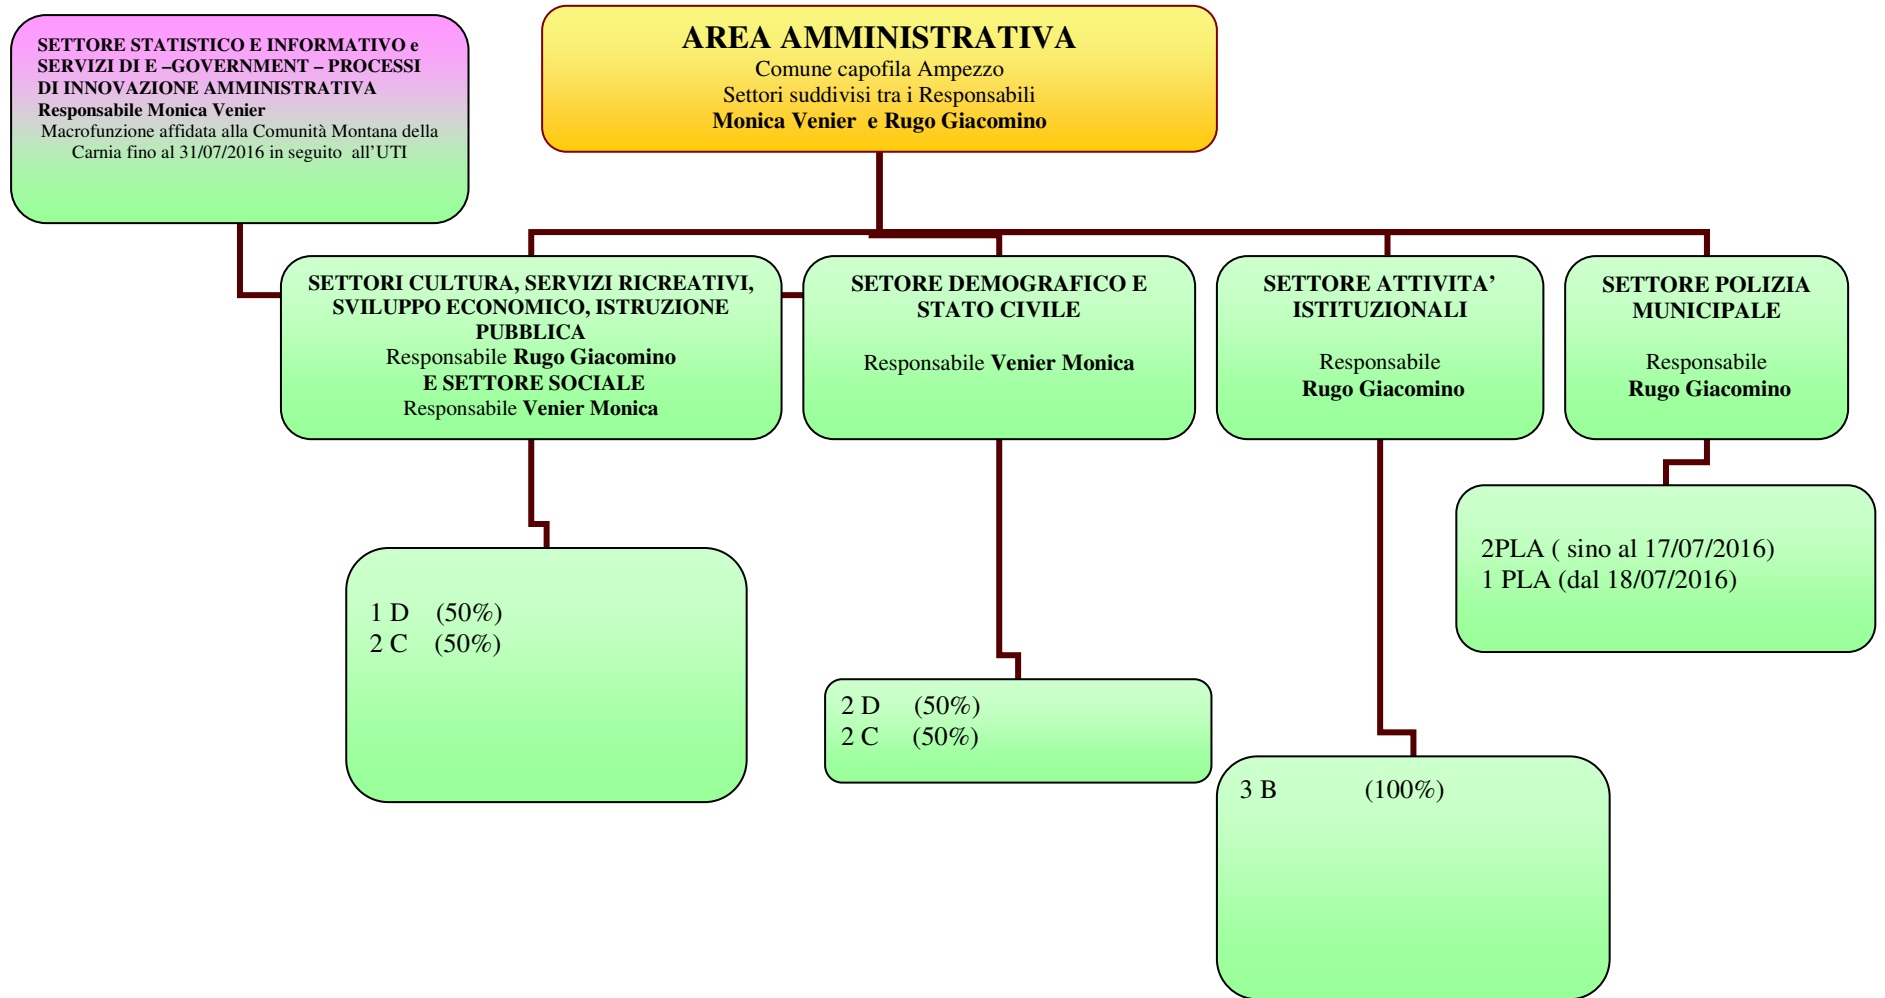 SETTORE STATISTICO E INFORMATIVO e
SERVIZI DI E –GOVERNMENT – PROCESSI
DI INNOVAZIONE AMMINISTRATIVA
Responsabile Monica Venier
Macrofunzione affidata alla Comunità Montana della
Carnia fino al 31/07/2016 in seguito all’UTI
AREA AMMINISTRATIVA
Comune capofila Ampezzo
Settori suddivisi tra i Responsabili
Monica Venier e Rugo Giacomino
SETTORI CULTURA, SERVIZI RICREATIVI,
SVILUPPO ECONOMICO, ISTRUZIONE
PUBBLICA
Responsabile Rugo Giacomino
E SETTORE SOCIALE
Responsabile Venier Monica
SETORE DEMOGRAFICO E
STATO CIVILE
Responsabile Venier Monica
SETTORE ATTIVITA’
ISTITUZIONALI
Responsabile
Rugo Giacomino
SETTORE POLIZIA
MUNICIPALE
Responsabile
Rugo Giacomino
1 D (50%)
2 C (50%)
2 D (50%)
2 C (50%)
3 B (100%)
2PLA ( sino al 17/07/2016)
1 PLA (dal 18/07/2016)